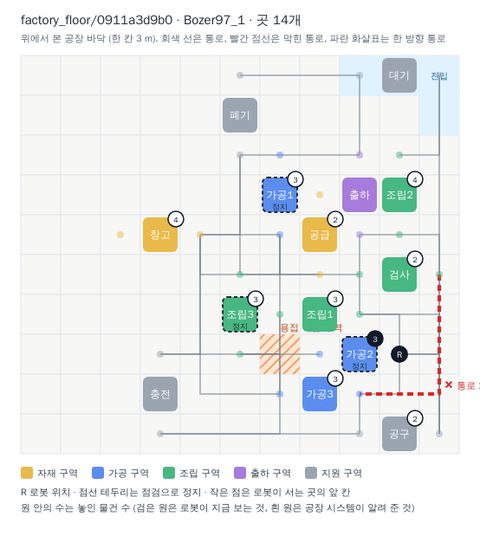 factory_floor/0911a3d9b0 · Bozer97_1 · 곳 14개
위에서 본 공장 바닥 (한 칸 3 m). 회색 선은 통로, 빨간 점선은 막힌 통로, 파란 화살표는 한 방향 통로
대기
전립
폐기
3
4
가공1
정지
출하
조립2
4
2
창고
공급
2
검사
3
3
조립3
정지
조립1
용접
역
3
가공2
정지
R
3
충전
가공3
✕ 통로
2
공구
자재 구역
가공 구역
조립 구역
출하 구역
지원 구역
R 로봇 위치 · 점선 테두리는 점검으로 정지 · 작은 점은 로봇이 서는 곳의 앞 칸
원 안의 수는 놓인 물건 수 (검은 원은 로봇이 지금 보는 것, 흰 원은 공장 시스템이 알려 준 것)